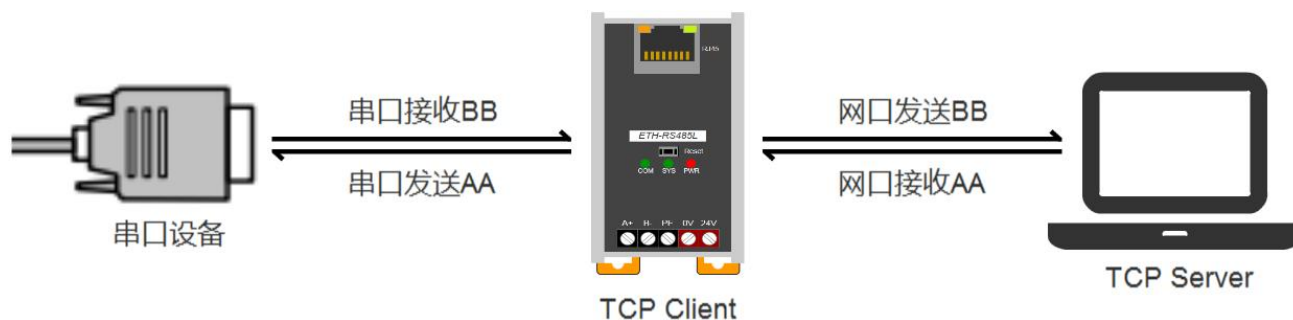 RJ45
串口接收BB
网口发送BB
ETH-RS485L
Reset
COM SYS PWR
串口发送AA
网口接收AA
A+ B- PE 0V 24V
串口设备
TCP Client
TCP Server